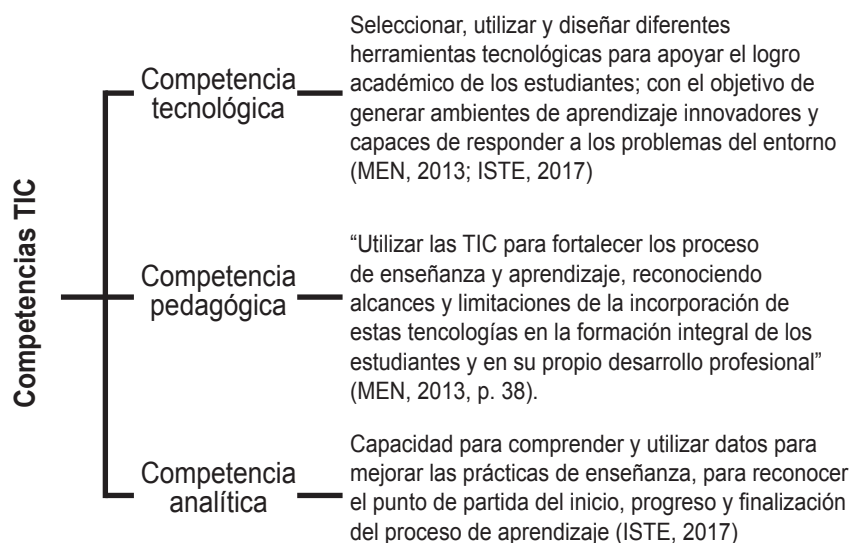 Competencias TIC
Competencia
tecnológica
Seleccionar, utilizar y diseñar diferentes
herramientas tecnológicas para apoyar el logro
académico de los estudiantes; con el objetivo de
generar ambientes de aprendizaje innovadores y
capaces de responder a los problemas del entorno
(MEN, 2013; ISTE, 2017)
Competencia
pedagógica
“Utilizar las TIC para fortalecer los proceso
de enseñanza y aprendizaje, reconociendo
alcances y limitaciones de la incorporación de
estas tencologías en la formación integral de los
estudiantes y en su propio desarrollo profesional”
(MEN, 2013, p. 38).
Competencia
analítica
Capacidad para comprender y utilizar datos para
mejorar las prácticas de enseñanza, para reconocer
el punto de partida del inicio, progreso y finalización
del proceso de aprendizaje (ISTE, 2017)